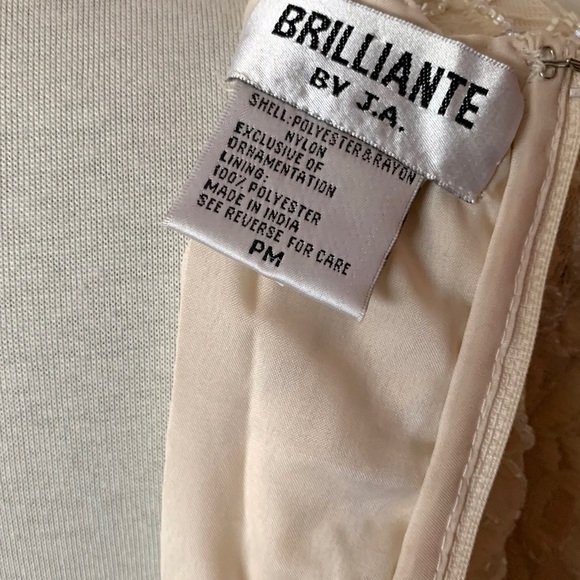 BRILLIANTE
BY J.A.
SHELL:POLYESTER&RAYON
NYLON
EXCLUSIVE OF
ORNAMENTATION
LINING:
100% POLYESTER
MADE IN INDIA
SEE REVERSE FOR CARE
PM